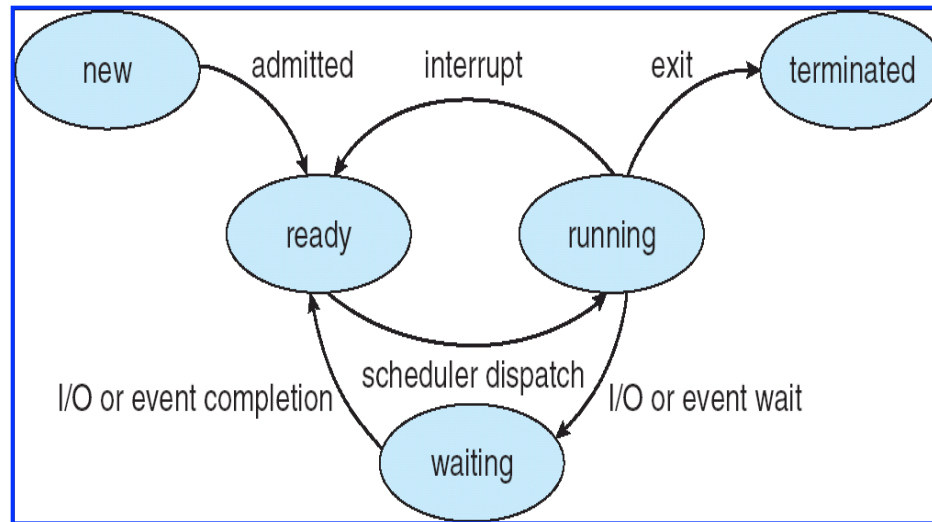 new
admitted
interrupt
exit
terminated
ready
running
scheduler dispatch
I/O or event completion
I/O or event wait
waiting